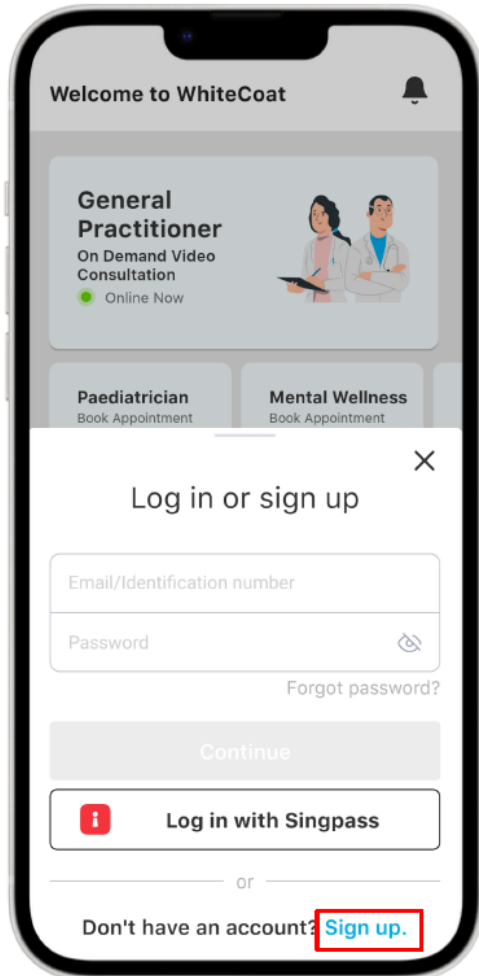 Welcome to WhiteCoat
General
Practitioner
On Demand Video
Consultation
Online Now
Paediatrician
Book Appointment
Mental Wellness
Book Appointment
Log in or sign up
Email/Identification number
Password
Forgot password?
Continue
Log in with Singpass
or
Don't have an account? Sign up.